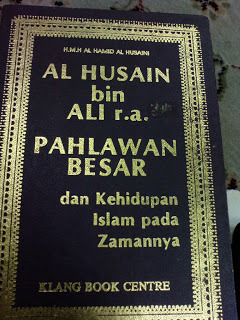 H.M.H AL HAMID AL HUSAINI
AL HUSAIN
bin
ALI r.a.
PAHLAWAN
BESAR
dan Kehidupan
Islam pada
Zamannya
KLANG BOOK CENTRE